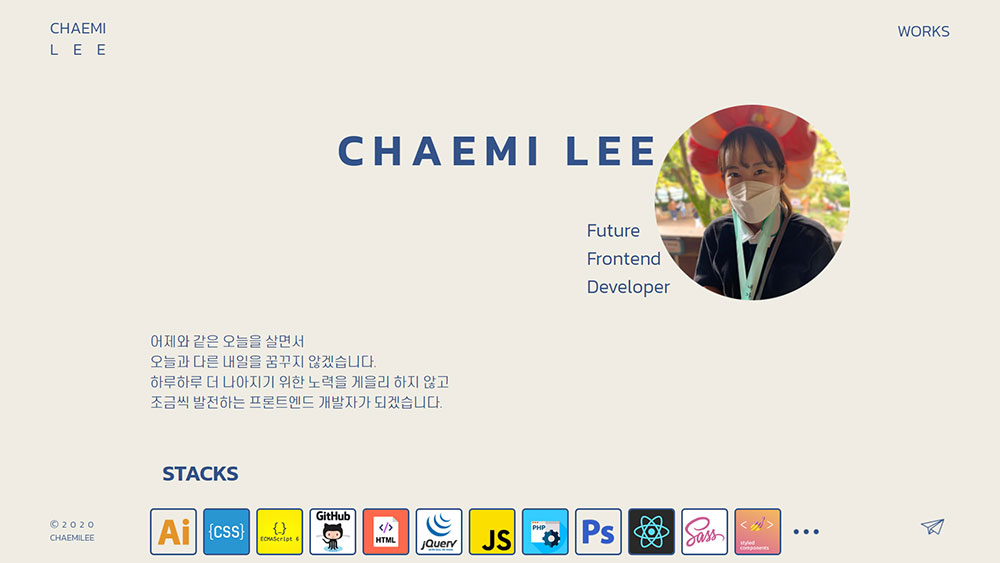 CHAEMI
LEE
WORKS
CHAEMI LEE
Future
Frontend
Developer
어제와 같은 오늘을 살면서
오늘과 다른 내일을 꿈꾸지 않겠습니다.
하루하루 더 나아지기 위한 노력을 게을리 하지 않고
조금씩 발전하는 프론트엔드 개발자가 되겠습니다.
STACKS
Ai
{CSS}
{;}
ECMAScript 6
GitHub
</>
HTML
jQuery
JS
PHP
Ps
Sass
< >
styled
components
©2020
CHAEMILEE